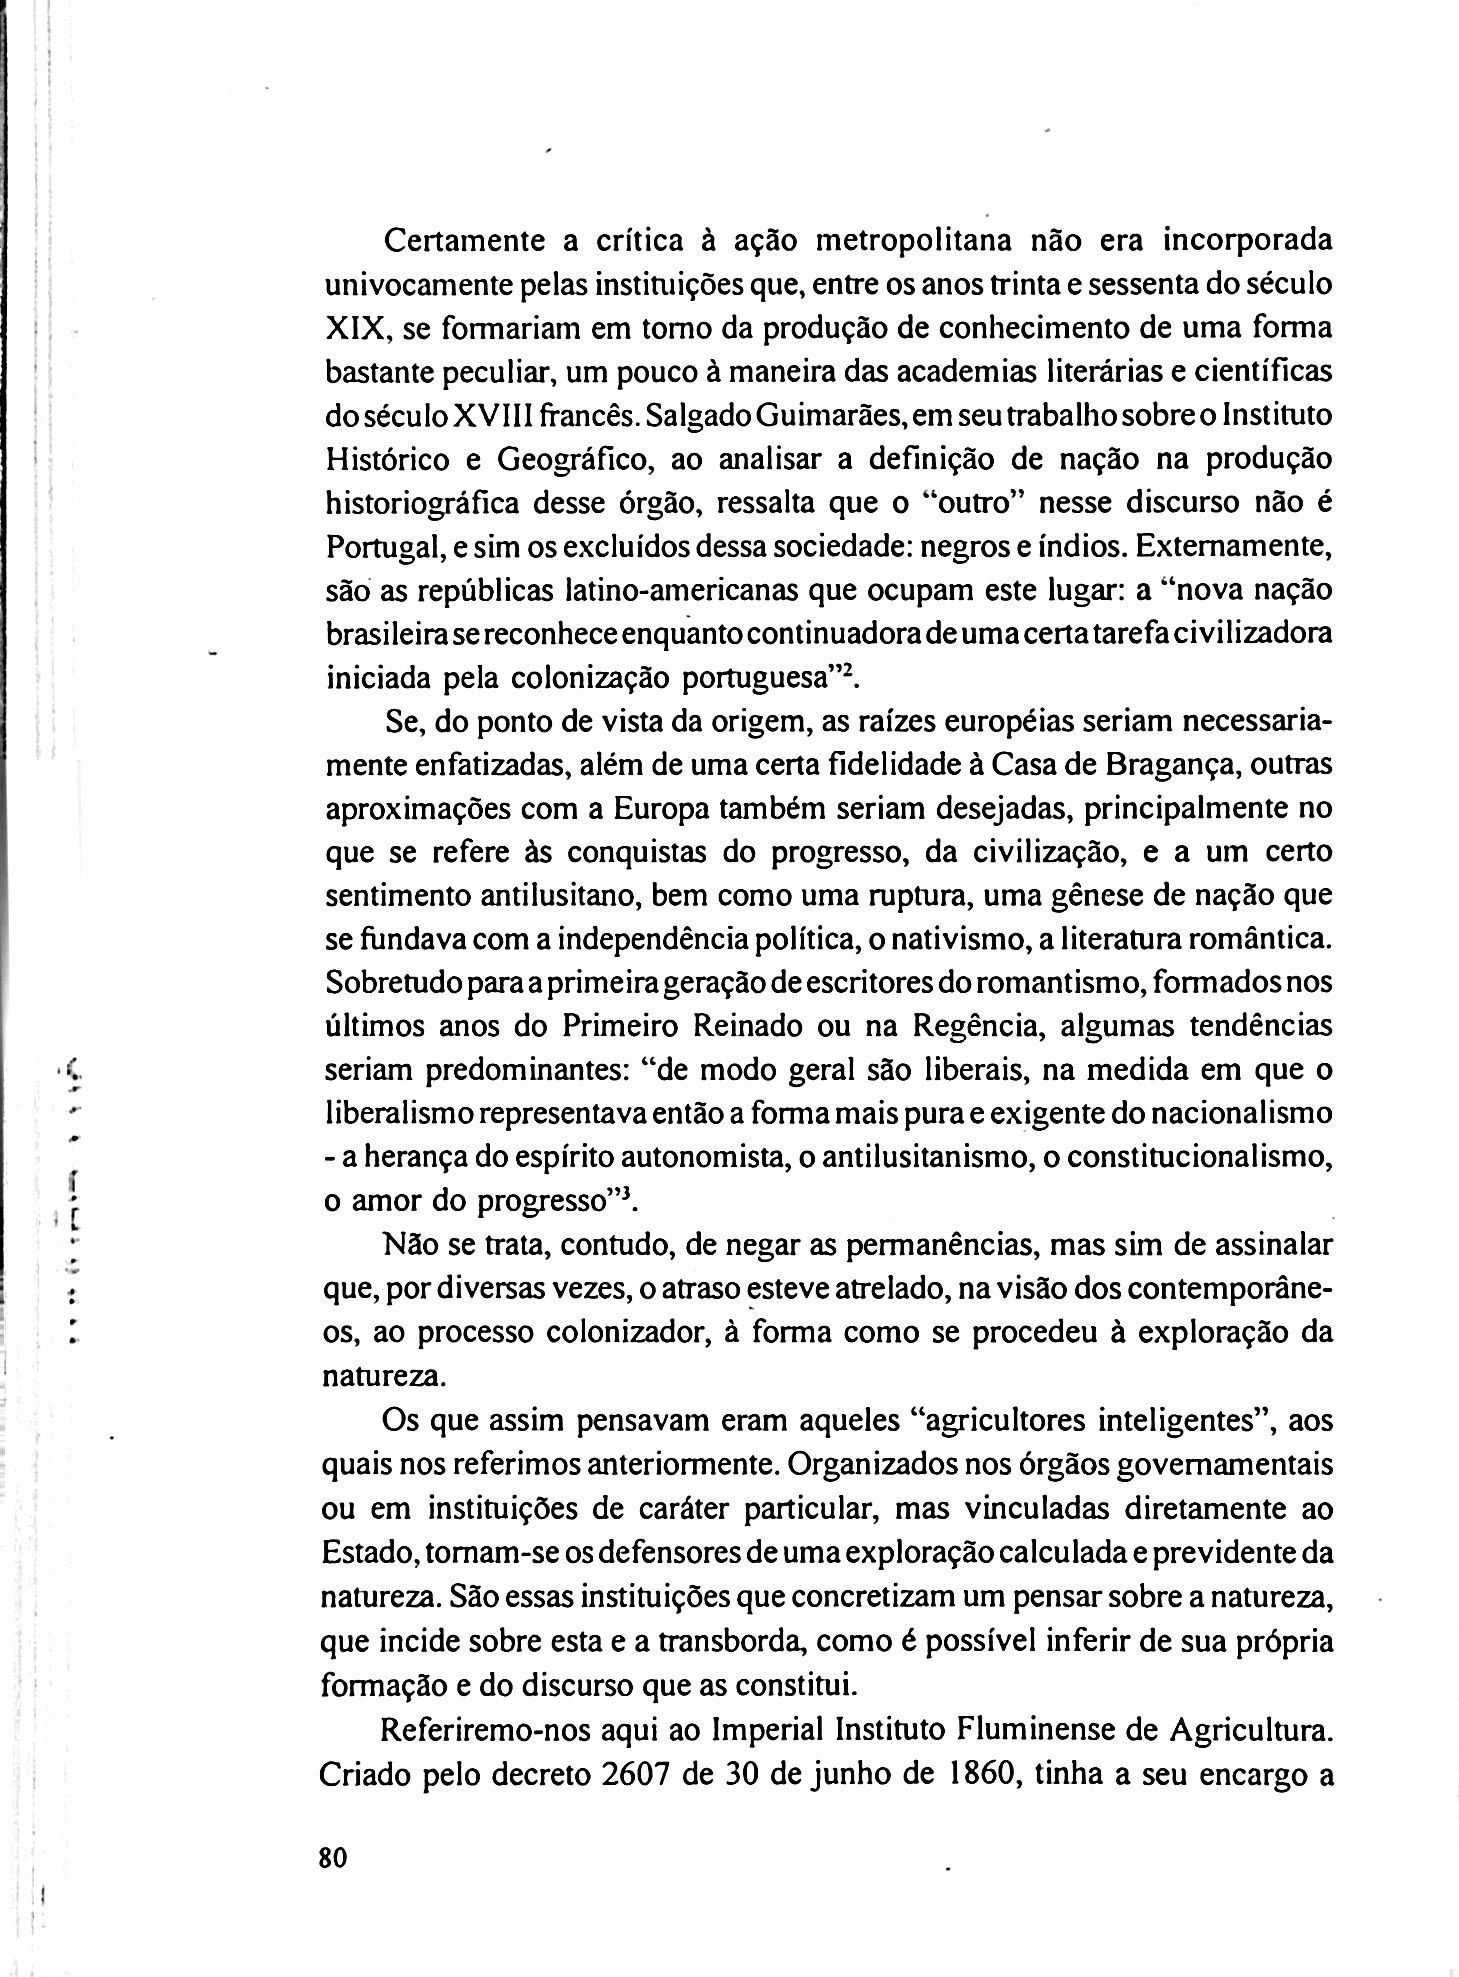 Certamente a crítica à ação metropolitana não era incorporada
univocamente pelas instituições que, entre os anos trinta e sessenta do século
XIX, se formariam em torno da produção de conhecimento de uma forma
bastante peculiar, um pouco à maneira das academias literárias e científicas
do século XVIII francês. Salgado Guimarães, em seu trabalho sobre o Instituto
Histórico e Geográfico, ao analisar a definição de nação na produção
historiográfica desse órgão, ressalta que o “outro” nesse discurso não é
Portugal, e sim os excluídos dessa sociedade: negros e índios. Externamente,
são as repúblicas latino-americanas que ocupam este lugar: a “nova nação
brasileira se reconhece enquanto continuadora de uma certa tarefa civilizadora
iniciada pela colonização portuguesa”².
Se, do ponto de vista da origem, as raízes européias seriam necessaria-
mente enfatizadas, além de uma certa fidelidade à Casa de Bragança, outras
aproximações com a Europa também seriam desejadas, principalmente no
que se refere às conquistas do progresso, da civilização, e a um certo
sentimento antilusitano, bem como uma ruptura, uma gênese de nação que
se fundava com a independência política, o nativismo, a literatura romântica.
Sobretudo para a primeira geração de escritores do romantismo, formados nos
últimos anos do Primeiro Reinado ou na Regência, algumas tendências
seriam predominantes: “de modo geral são liberais, na medida em que o
liberalismo representava então a forma mais pura e exigente do nacionalismo
- a herança do espírito autonomista, o antilusitanismo, o constitucionalismo,
o amor do progresso”³.
Não se trata, contudo, de negar as permanências, mas sim de assinalar
que, por diversas vezes, o atraso esteve atrelado, na visão dos contemporâne-
os, ao processo colonizador, à forma como se procedeu à exploração da
natureza.
Os que assim pensavam eram aqueles “agricultores inteligentes”, aos
quais nos referimos anteriormente. Organizados nos órgãos governamentais
ou em instituições de caráter particular, mas vinculadas diretamente ao
Estado, tornam-se os defensores de uma exploração calculada e previdente da
natureza. São essas instituições que concretizam um pensar sobre a natureza,
que incide sobre esta e a transborda, como é possível inferir de sua própria
formação e do discurso que as constitui.
Referiremo-nos aqui ao Imperial Instituto Fluminense de Agricultura.
Criado pelo decreto 2607 de 30 de junho de 1860, tinha a seu encargo a
80